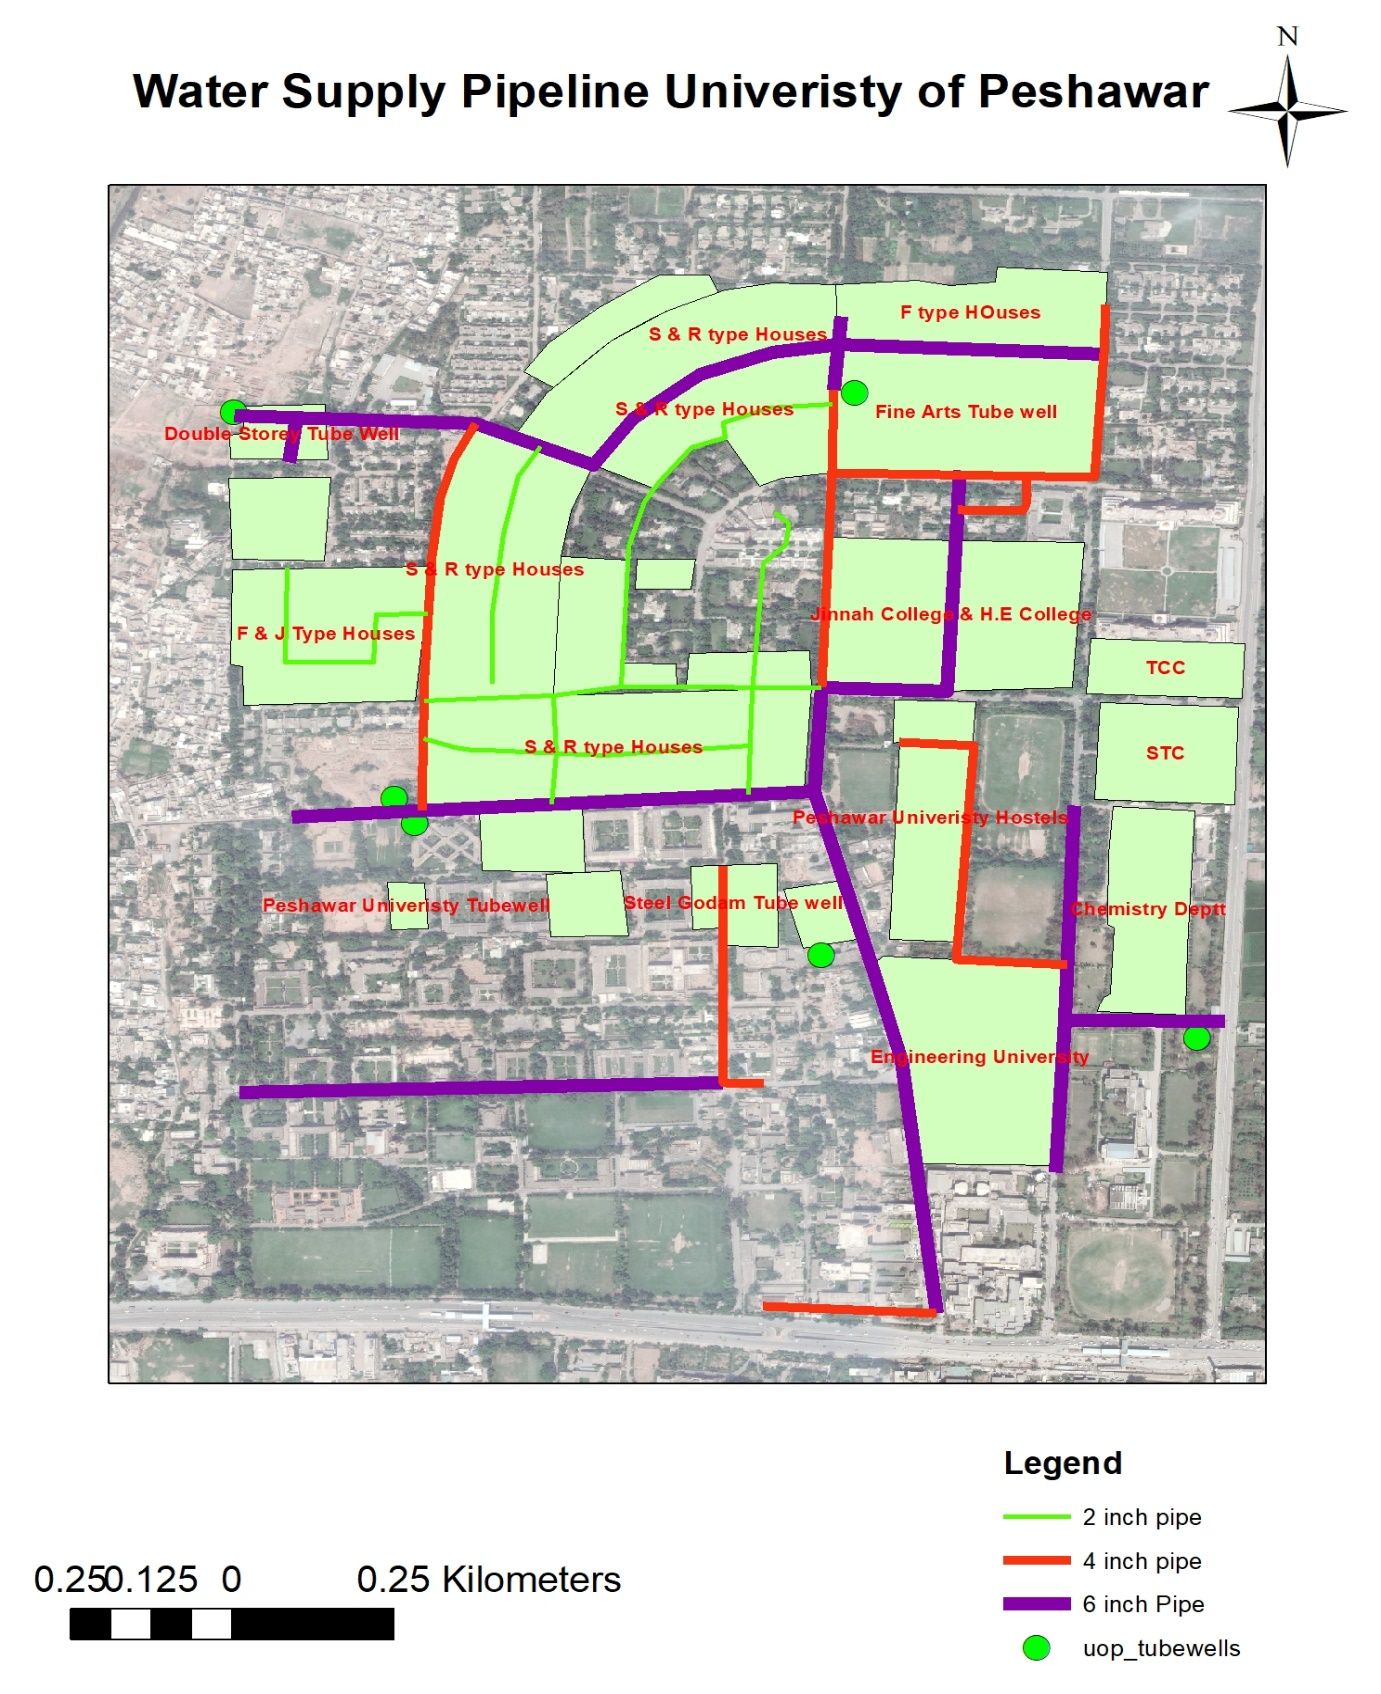 N
Water Supply Pipeline Univeristy of Peshawar
F type HOuses
S & R type Houses
S & R type Houses
Fine Arts Tube well
Double Storey Tube Well
S & R type Houses
Jinnah College & H.E College
F & J Type Houses
TCC
S & R type Houses
STC
Peshawar Univeristy Hostels
Peshawar Univeristy Tubewell
Steel Godam Tube well
Chemistry Deptt
Engineering University
Legend
2 inch pipe
4 inch pipe
6 inch Pipe
uop_tubewells
0.25 0.125 0 0.25 Kilometers